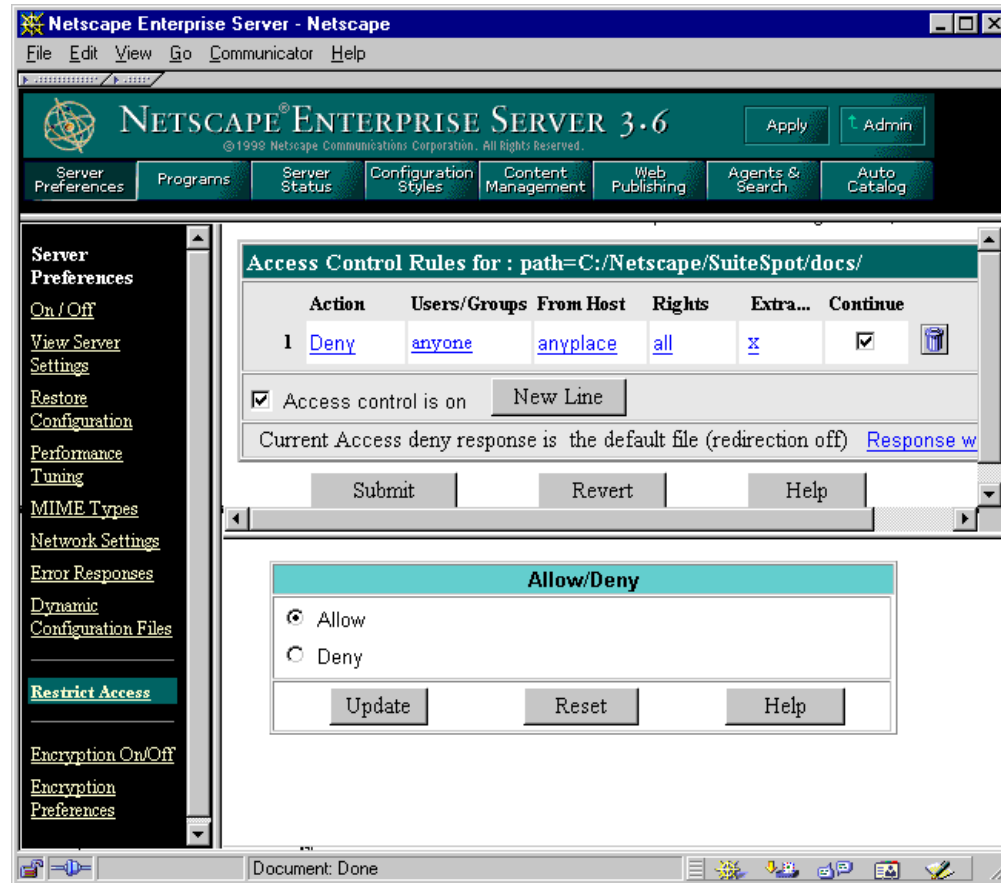 Netscape Enterprise Server - Netscape
File Edit View Go Communicator Help
NETSCAPE® ENTERPRISE SERVER 3.6
©1998 Netscape Communications Corporation. All Rights Reserved.
Apply
Admin
Server Preferences
Programs
Server Status
Configuration Styles
Content Management
Web Publishing
Agents & Search
Auto Catalog
Server
Preferences
On / Off
View Server
Settings
Restore
Configuration
Performance
Tuning
MIME Types
Network Settings
Error Responses
Dynamic
Configuration Files
Restrict Access
Encryption On/Off
Encryption
Preferences
Access Control Rules for : path=C:/Netscape/SuiteSpot/docs/
Action Users/Groups From Host Rights Extra... Continue
1 Deny anyone anyplace all x
Access control is on New Line
Current Access deny response is the default file (redirection off) Response w
Submit Revert Help
Allow/Deny
Allow
Deny
Update Reset Help
Document: Done